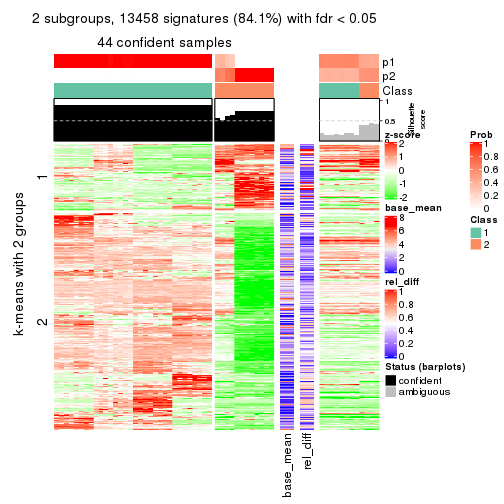 2 subgroups, 13458 signatures (84.1%) with fdr < 0.05
44 confident samples
p1
p2
Class
1
0.5
0
Silhouette
score
k-means with 2 groups
1
2
base_mean
rel_diff
z-score
2
1
0
-1
-2
base_mean
8
6
4
2
0
rel_diff
1
0.8
0.6
0.4
0.2
0
Status (barplots)
confident
ambiguous
Prob
1
0.8
0.6
0.4
0.2
0
Class
1
2